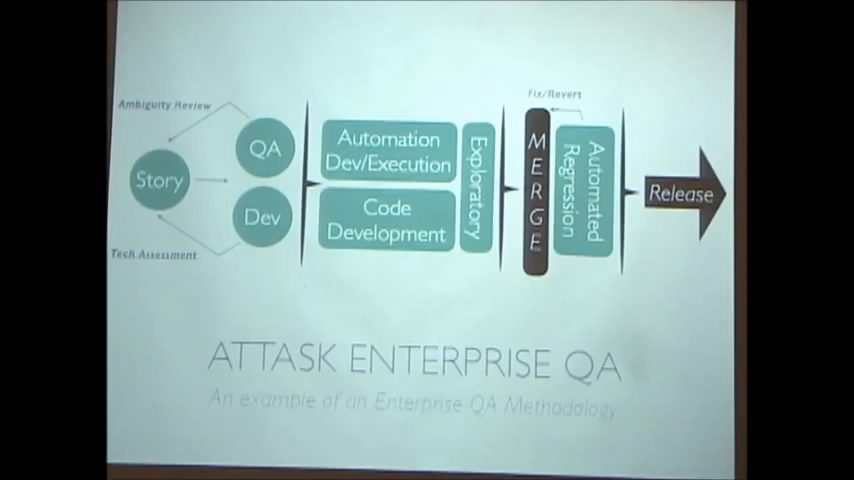 Fix/Revert
Ambiguity Review
QA
Story
Dev
Tech Assessment
Automation
Dev/Execution
Code
Development
Exploratory
MERGE
Automated
Regression
Release
ATTASK ENTERPRISE QA
An example of an Enterprise QA Methodology